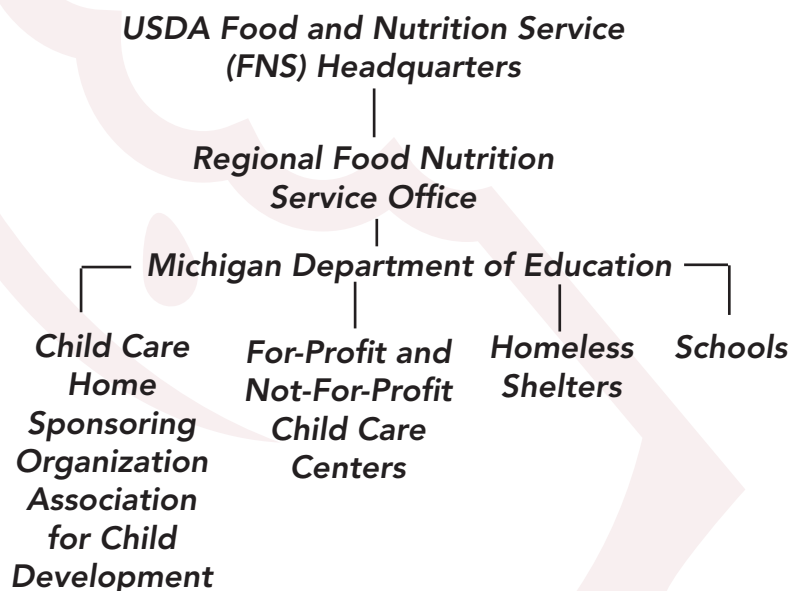 USDA Food and Nutrition Service
(FNS) Headquarters
Regional Food Nutrition
Service Office
Michigan Department of Education
Child Care
Home
Sponsoring
Organization
Association
for Child
Development
For-Profit and
Not-For-Profit
Child Care
Centers
Homeless
Shelters
Schools